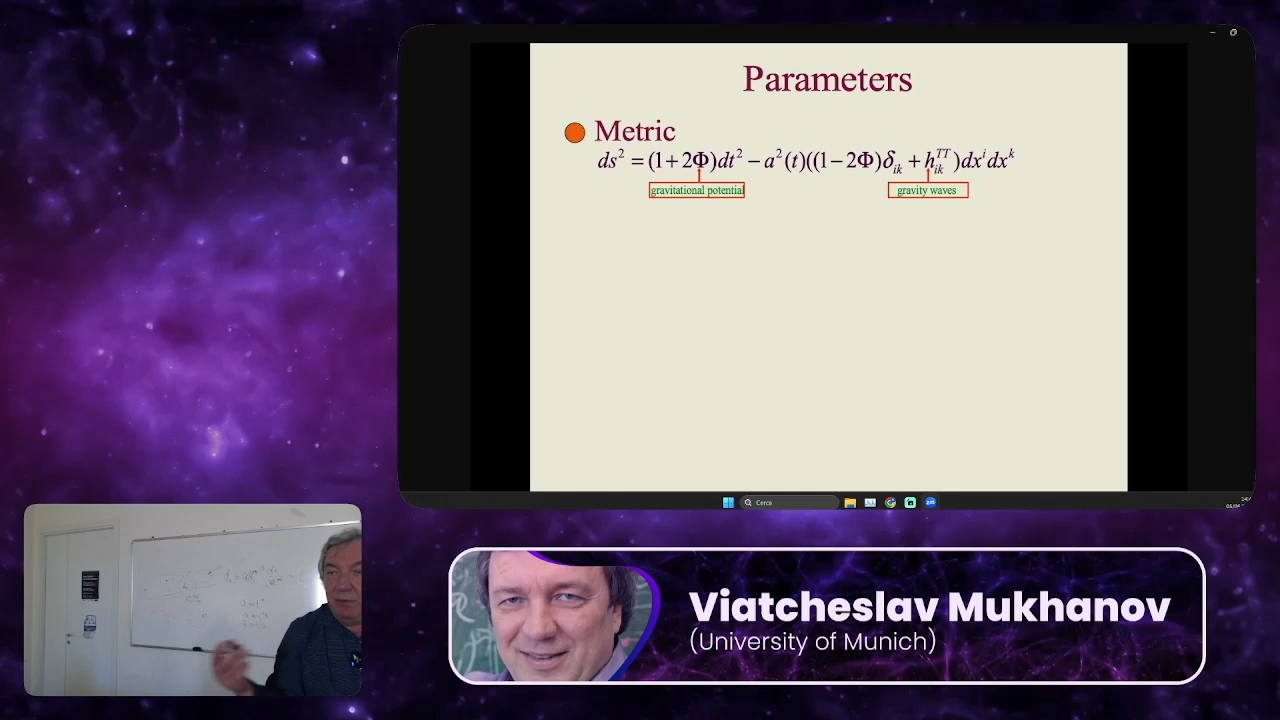 Parameters
Metric
ds² = (1+2Φ)dt² − a²(t)((1−2Φ)δ_ik + h_ik^TT)dx^i dx^k
gravitational potential
gravity waves
Cerca
Viatcheslav Mukhanov
(University of Munich)